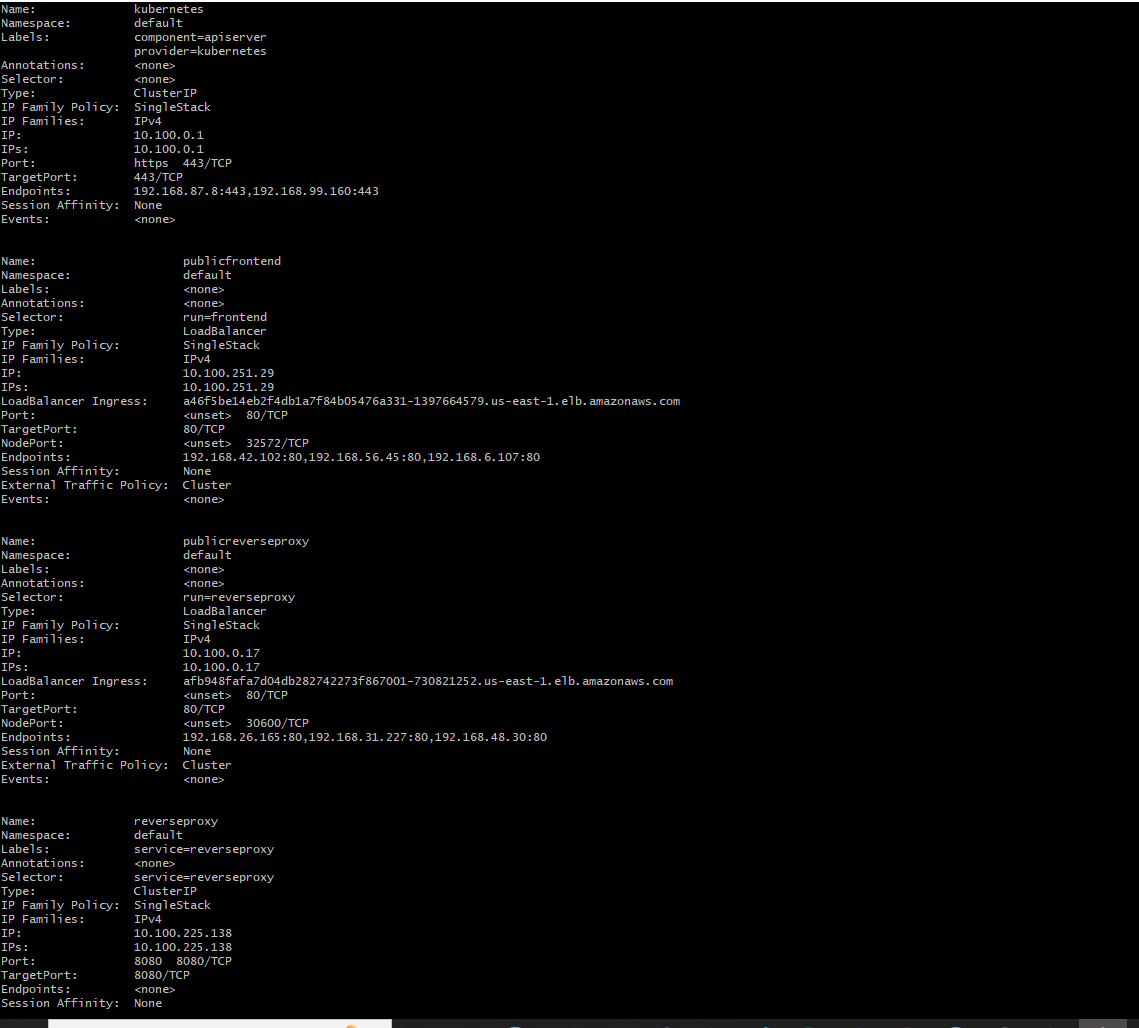 Name: kubernetes
Namespace: default
Labels: component=apiserver
provider=kubernetes
Annotations: <none>
Selector: <none>
Type: ClusterIP
IP Family Policy: SingleStack
IP Families: IPv4
IP: 10.100.0.1
IPs: 10.100.0.1
Port: https 443/TCP
TargetPort: 443/TCP
Endpoints: 192.168.87.8:443,192.168.99.160:443
Session Affinity: None
Events: <none>
Name: publicfrontend
Namespace: default
Labels: <none>
Annotations: <none>
Selector: run=frontend
Type: LoadBalancer
IP Family Policy: SingleStack
IP Families: IPv4
IP: 10.100.251.29
IPs: 10.100.251.29
LoadBalancer Ingress: a46f5be14eb2f4db1a7f84b05476a331-1397664579.us-east-1.elb.amazonaws.com
Port: <unset> 80/TCP
TargetPort: 80/TCP
NodePort: <unset> 32572/TCP
Endpoints: 192.168.42.102:80,192.168.56.45:80,192.168.6.107:80
Session Affinity: None
External Traffic Policy: Cluster
Events: <none>
Name: publicreverseproxy
Namespace: default
Labels: <none>
Annotations: <none>
Selector: run=reverseproxy
Type: LoadBalancer
IP Family Policy: SingleStack
IP Families: IPv4
IP: 10.100.0.17
IPs: 10.100.0.17
LoadBalancer Ingress: afb948fafa7d04db282742273f867001-730821252.us-east-1.elb.amazonaws.com
Port: <unset> 80/TCP
TargetPort: 80/TCP
NodePort: <unset> 30600/TCP
Endpoints: 192.168.26.165:80,192.168.31.227:80,192.168.48.30:80
Session Affinity: None
External Traffic Policy: Cluster
Events: <none>
Name: reverseproxy
Namespace: default
Labels: service=reverseproxy
Annotations: <none>
Selector: service=reverseproxy
Type: ClusterIP
IP Family Policy: SingleStack
IP Families: IPv4
IP: 10.100.225.138
IPs: 10.100.225.138
Port: 8080 8080/TCP
TargetPort: 8080/TCP
Endpoints: <none>
Session Affinity: None